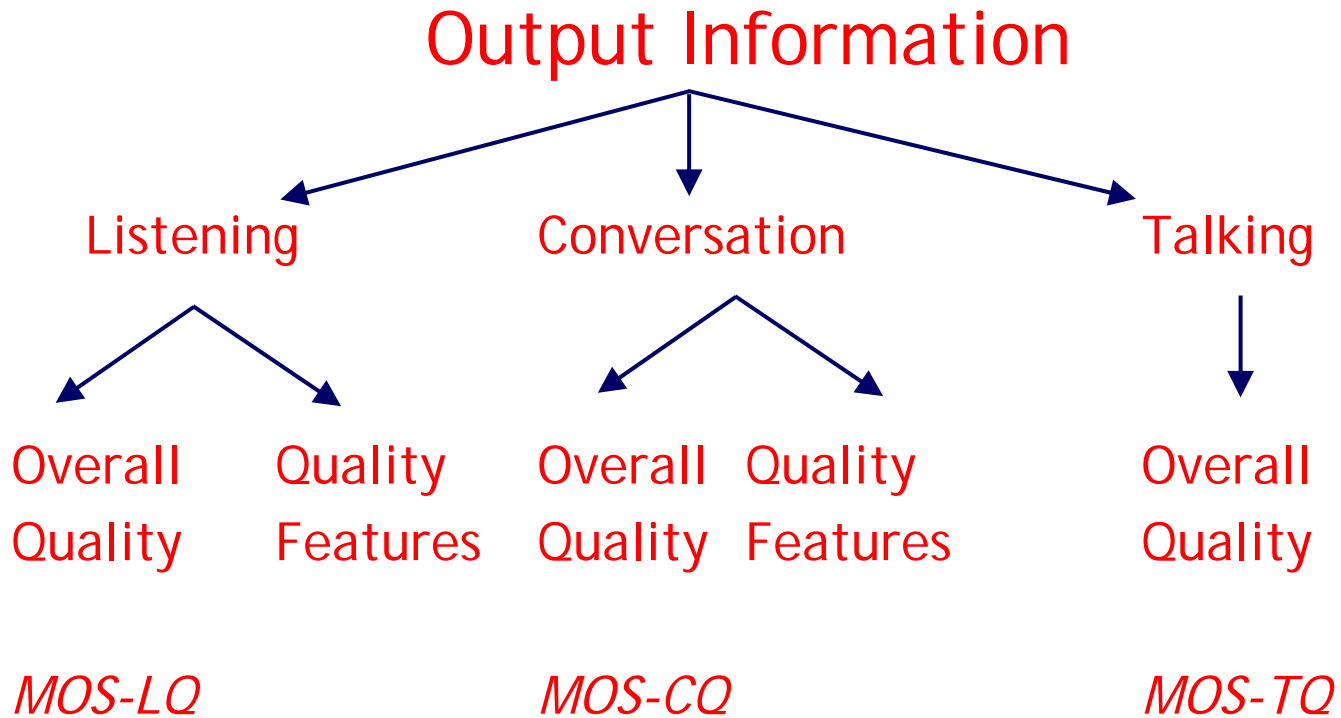 Output Information
Listening Conversation Talking
Overall Quality Overall Quality Overall
Quality Features Quality Features Quality
MOS-LQ MOS-CQ MOS-TQ